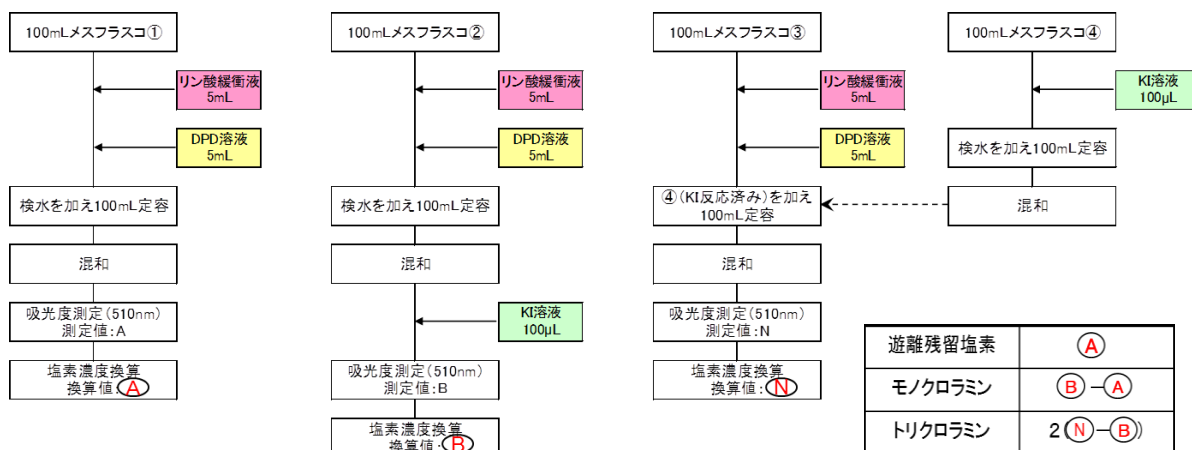 100mLメスフラスコ①
リン酸緩衝液
5mL
DPD溶液
5mL
検水を加え100mL定容
混和
吸光度測定(510nm)
測定値:A
塩素濃度換算
換算値:A
100mLメスフラスコ②
リン酸緩衝液
5mL
DPD溶液
5mL
検水を加え100mL定容
混和
KI溶液
100μL
吸光度測定(510nm)
測定値:B
塩素濃度換算
換算値:B
100mLメスフラスコ③
リン酸緩衝液
5mL
DPD溶液
5mL
④(KI反応済み)を加え
100mL定容
混和
吸光度測定(510nm)
測定値:N
塩素濃度換算
換算値:N
100mLメスフラスコ④
KI溶液
100μL
検水を加え100mL定容
混和
遊離残留塩素 A
モノクロラミン B-A
トリクロラミン 2(N-B)